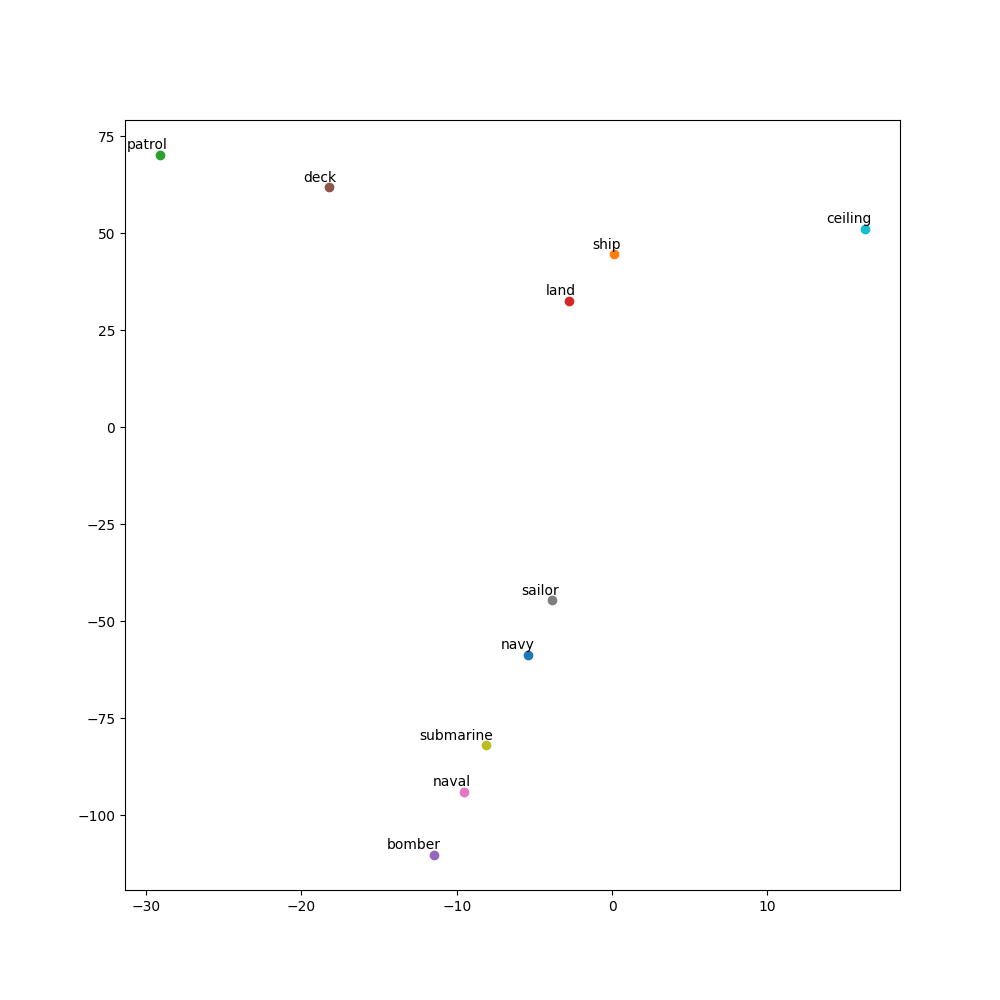 75
patrol
deck
ceiling
50
ship
land
25
0
−25
sailor
−50
navy
submarine
−75
naval
−100
bomber
−30 −20 −10 0 10